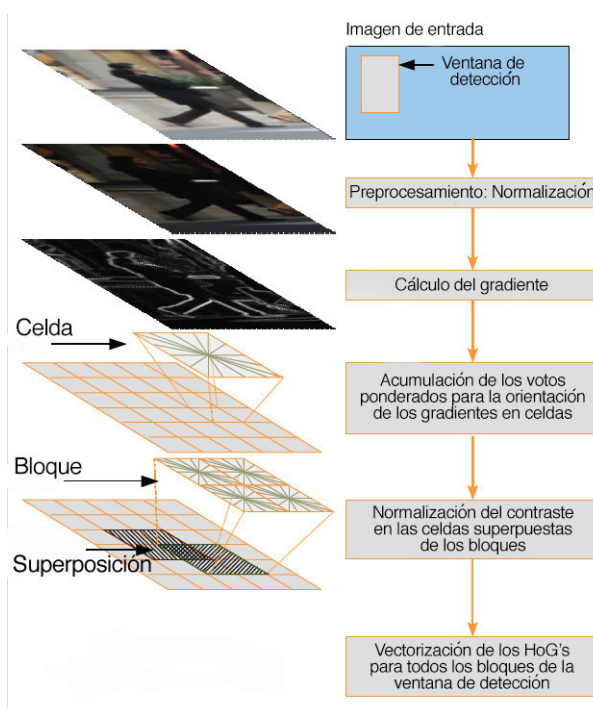 Imagen de entrada
Ventana de
detección
Preprocesamiento: Normalización
Cálculo del gradiente
Celda
Acumulación de los votos
ponderados para la orientación
de los gradientes en celdas
Bloque
Normalización del contraste
en las celdas superpuestas
de los bloques
Superposición
Vectorización de los HoG's
para todos los bloques de la
ventana de detección